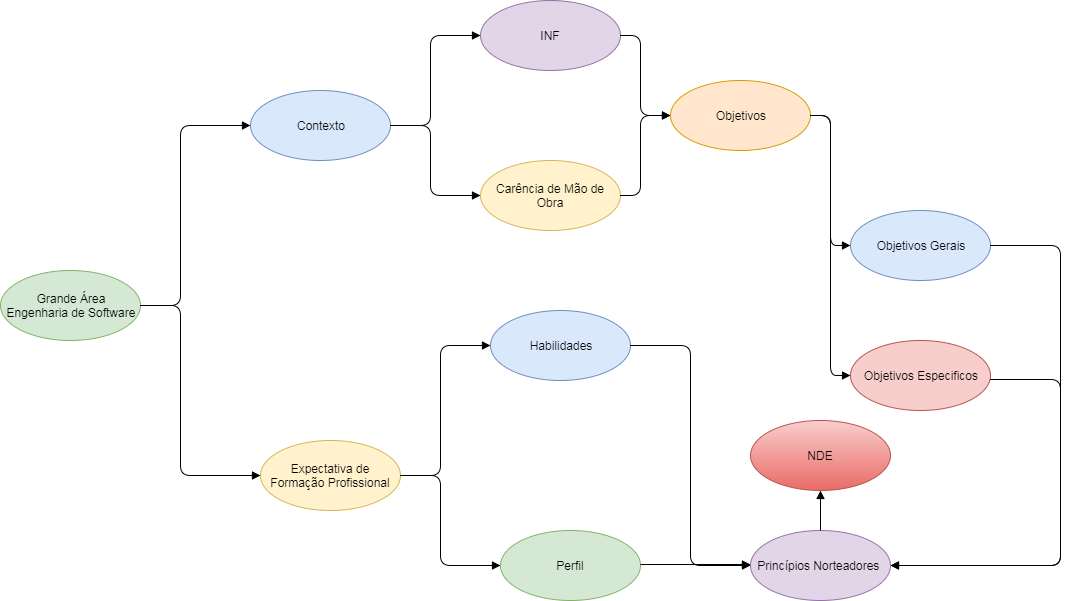 INF
Contexto
Objetivos
Carência de Mão de
Obra
Objetivos Gerais
Grande Área
Engenharia de Software
Habilidades
Objetivos Especificos
NDE
Expectativa de
Formação Profissional
Perfil
Princípios Norteadores